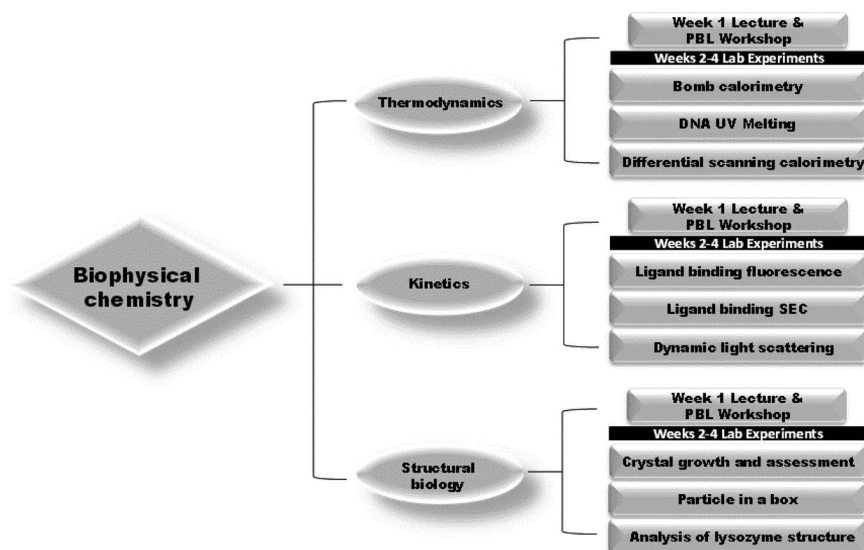 Biophysical
chemistry
Thermodynamics
Week 1 Lecture &
PBL Workshop
Weeks 2-4 Lab Experiments
Bomb calorimetry
DNA UV Melting
Differential scanning calorimetry
Kinetics
Week 1 Lecture &
PBL Workshop
Weeks 2-4 Lab Experiments
Ligand binding fluorescence
Ligand binding SEC
Dynamic light scattering
Structural
biology
Week 1 Lecture &
PBL Workshop
Weeks 2-4 Lab Experiments
Crystal growth and assessment
Particle in a box
Analysis of lysozyme structure